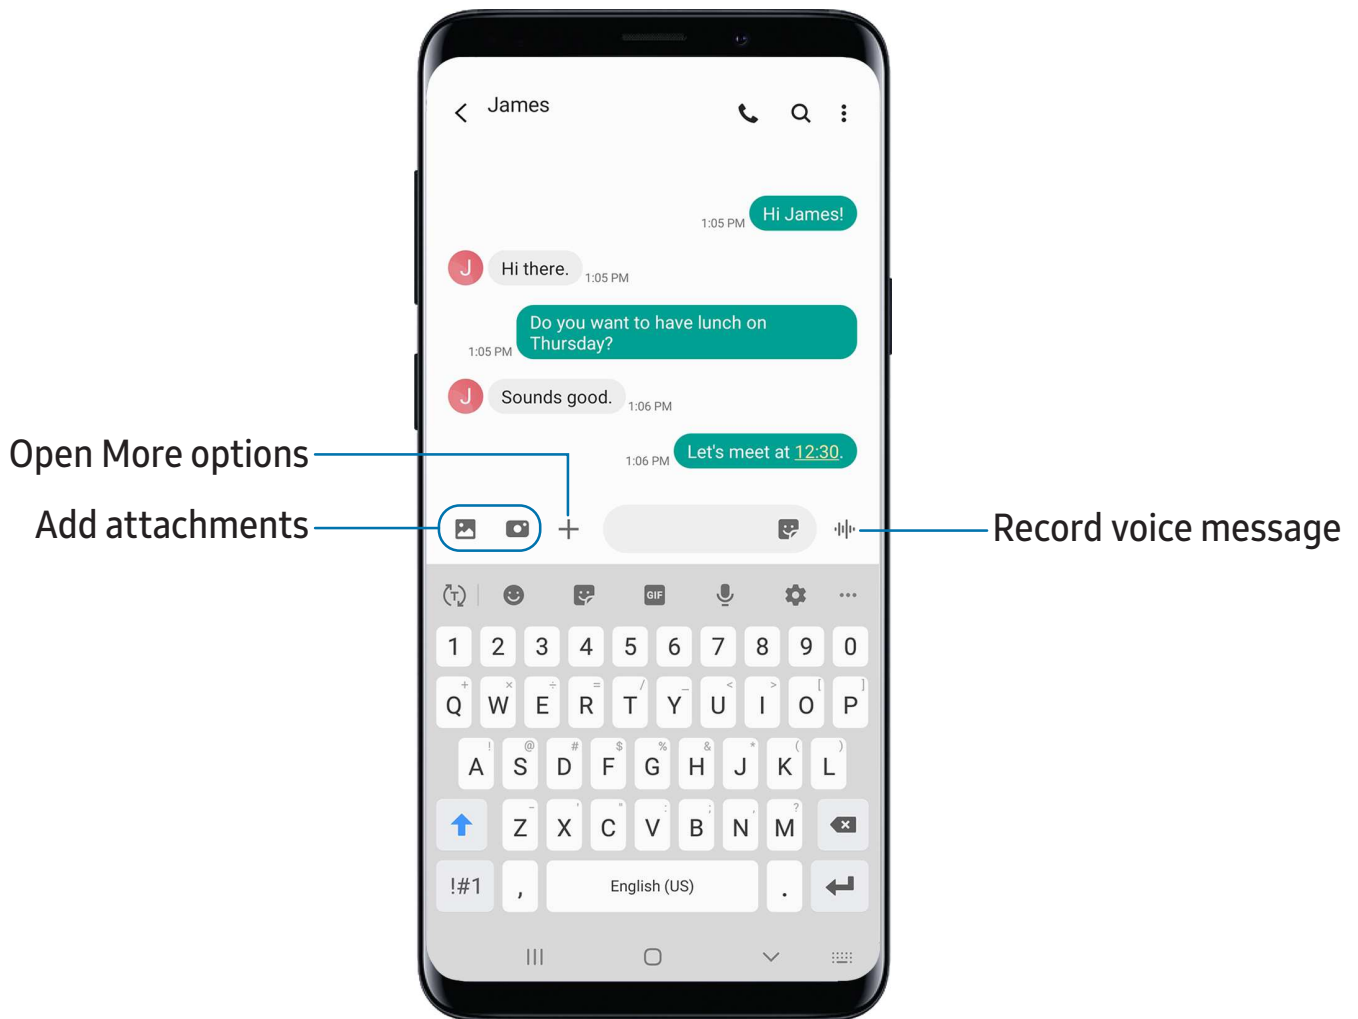 James
Hi James!
1:05 PM
J
Hi there.
1:05 PM
Do you want to have lunch on
Thursday?
1:05 PM
J
Sounds good.
1:06 PM
Open More options
Let's meet at 12:30.
1:06 PM
Add attachments
Record voice message
T
GIF
1 2 3 4 5 6 7 8 9 0
+ × ÷ = / _ < > [ ]
Q W E R T Y U I O P
! @ # $ % & * ( )
A S D F G H J K L
- ' " : ; , ?
Z X C V B N M
!#1 , English (US) .